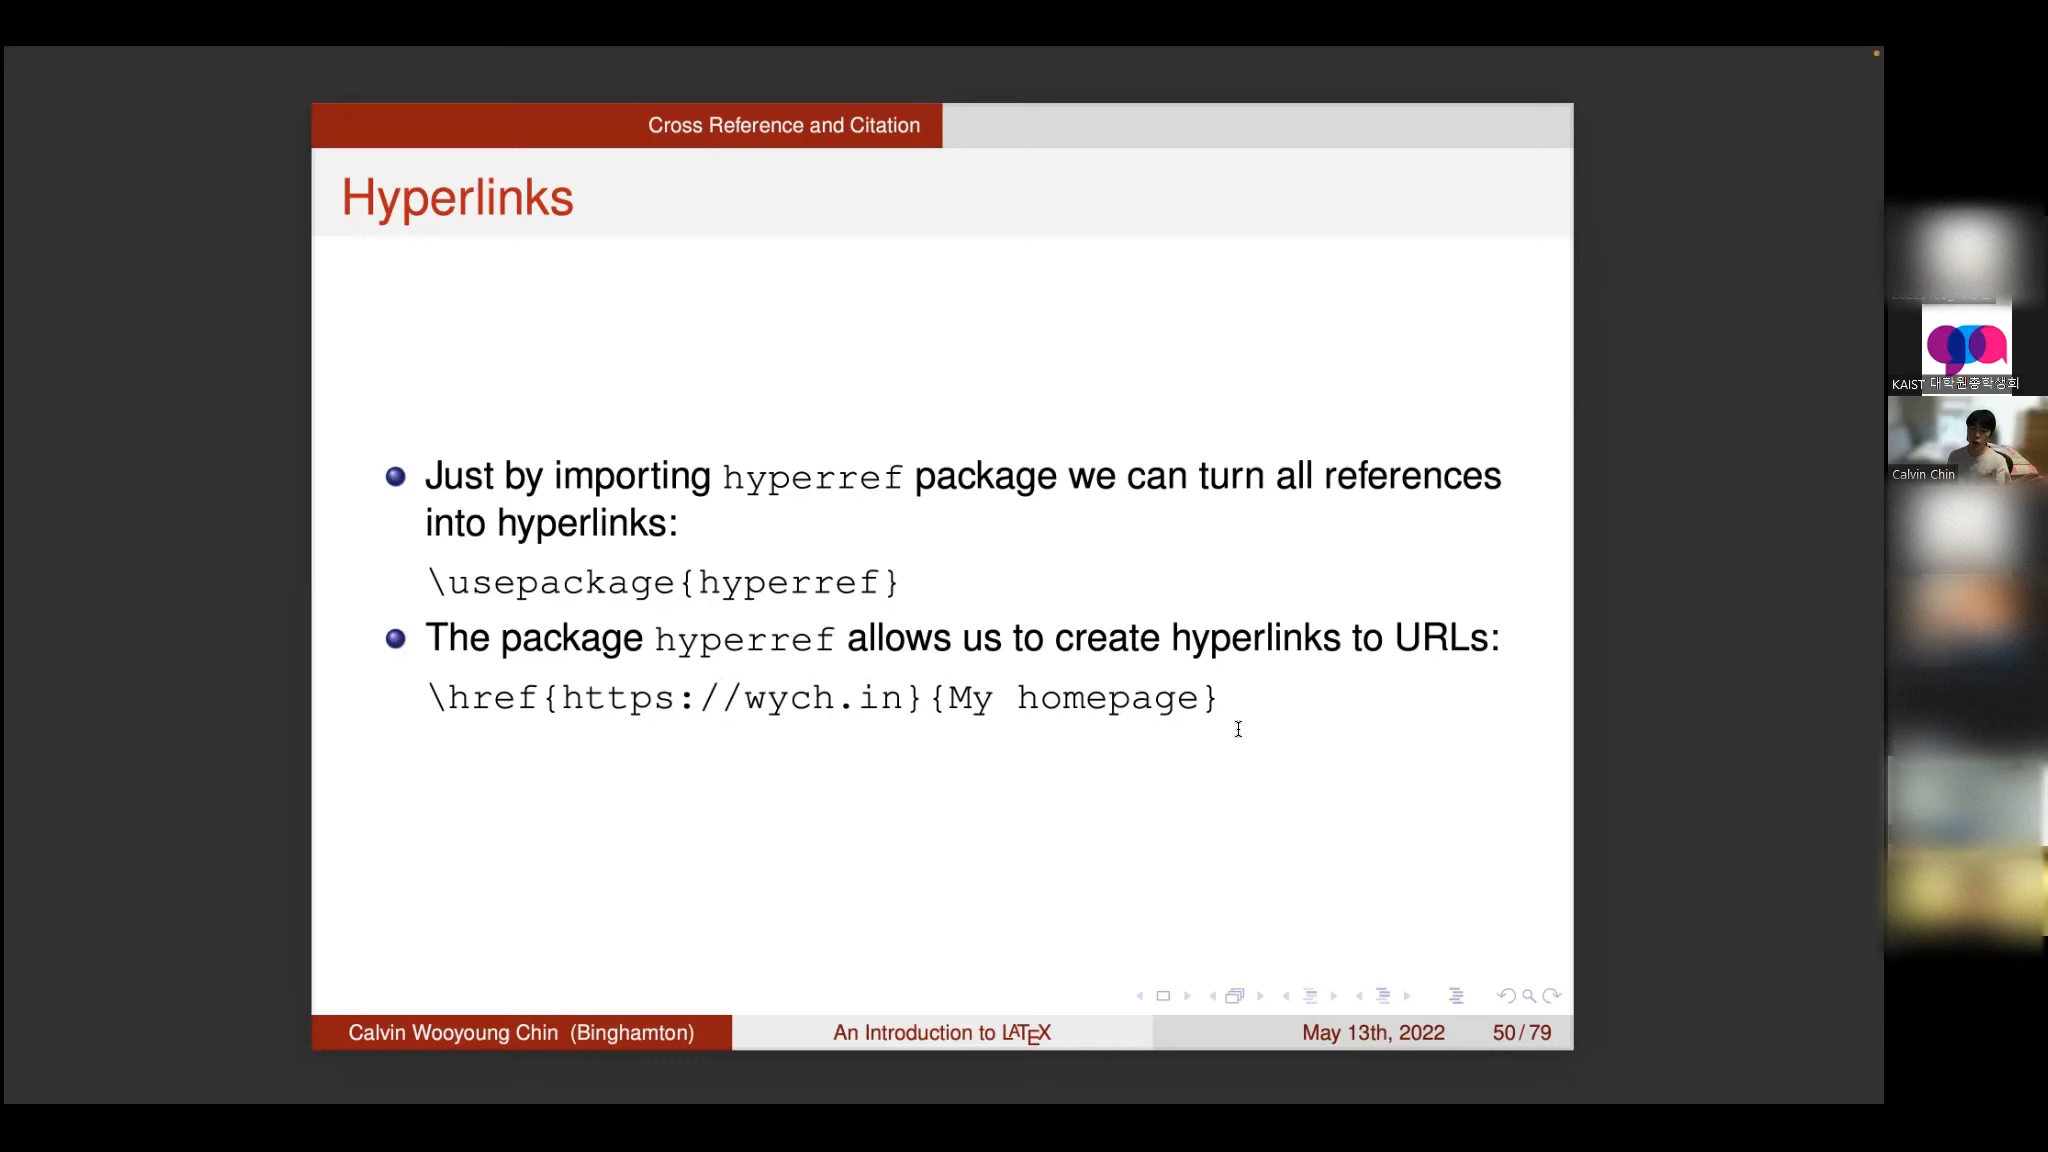 Cross Reference and Citation
Hyperlinks
Just by importing hyperref package we can turn all references
into hyperlinks:
\usepackage{hyperref}
The package hyperref allows us to create hyperlinks to URLs:
\href{https://wych.in}{My homepage}
Calvin Wooyoung Chin (Binghamton)
An Introduction to LATEX
May 13th, 2022
50/79
KAIST 대학원총학생회
Calvin Chin